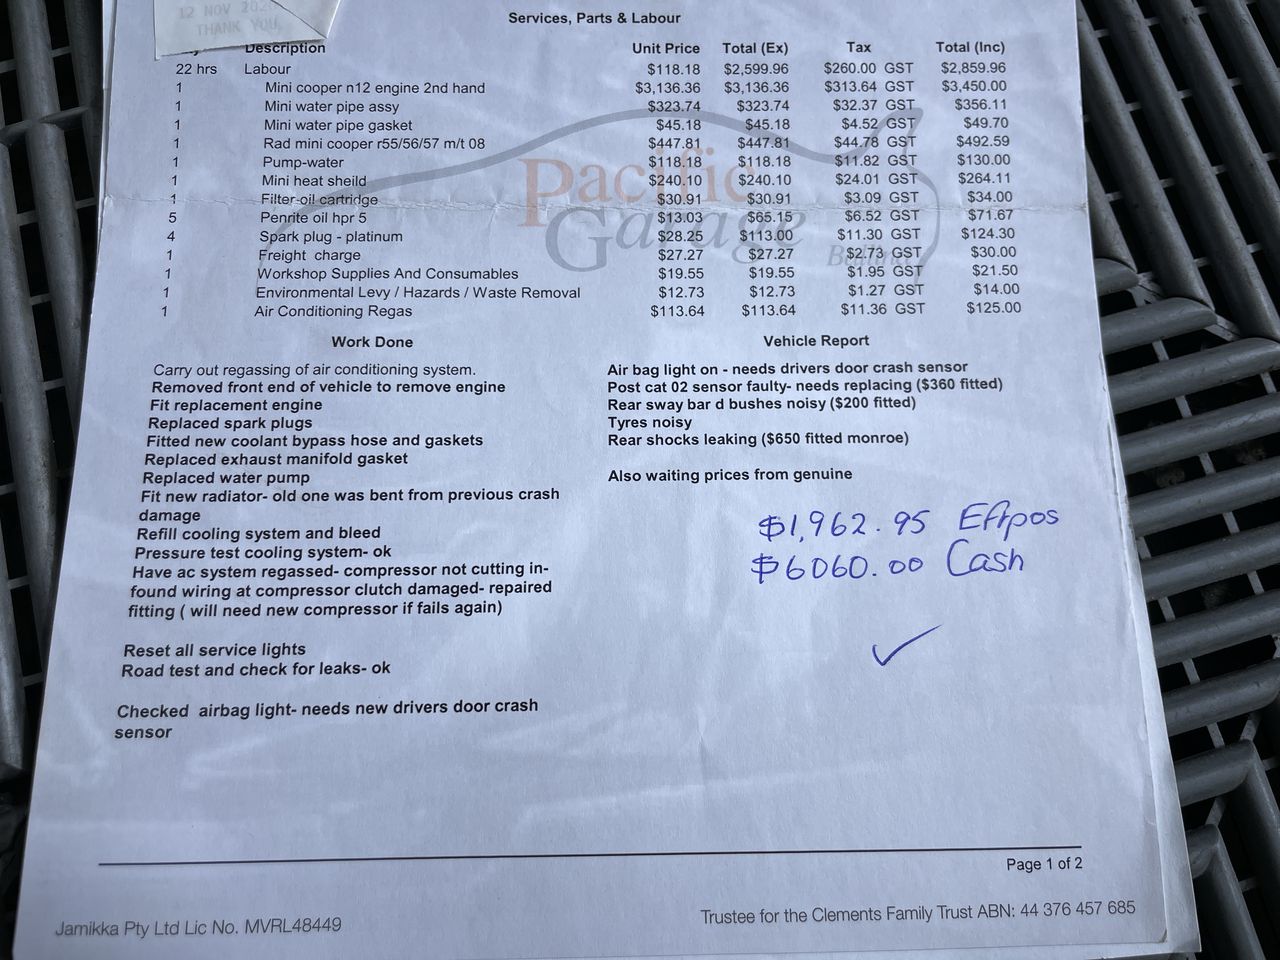 12 NOV 202
THANK YOU
Services, Parts & Labour
Description Unit Price Total (Ex) Tax Total (Inc)
22 hrs Labour $118.18 $2,599.96 $260.00 GST $2,859.96
1 Mini cooper n12 engine 2nd hand $3,136.36 $3,136.36 $313.64 GST $3,450.00
1 Mini water pipe assy $323.74 $323.74 $32.37 GST $356.11
1 Mini water pipe gasket $45.18 $45.18 $4.52 GST $49.70
1 Rad mini cooper r55/56/57 m/t 08 $447.81 $447.81 $44.78 GST $492.59
1 Pump-water $118.18 $118.18 $11.82 GST $130.00
1 Mini heat sheild $240.10 $240.10 $24.01 GST $264.11
1 Filter-oil cartridge $30.91 $30.91 $3.09 GST $34.00
5 Penrite oil hpr 5 $13.03 $65.15 $6.52 GST $71.67
4 Spark plug - platinum $28.25 $113.00 $11.30 GST $124.30
1 Freight charge $27.27 $27.27 $2.73 GST $30.00
1 Workshop Supplies And Consumables $19.55 $19.55 $1.95 GST $21.50
1 Environmental Levy / Hazards / Waste Removal $12.73 $12.73 $1.27 GST $14.00
1 Air Conditioning Regas $113.64 $113.64 $11.36 GST $125.00
Pacific
Garage
Work Done
Carry out regassing of air conditioning system.
Removed front end of vehicle to remove engine
Fit replacement engine
Replaced spark plugs
Fitted new coolant bypass hose and gaskets
Replaced exhaust manifold gasket
Replaced water pump
Fit new radiator- old one was bent from previous crash
damage
Refill cooling system and bleed
Pressure test cooling system- ok
Have ac system regassed- compressor not cutting in-
found wiring at compressor clutch damaged- repaired
fitting ( will need new compressor if fails again)
Reset all service lights
Road test and check for leaks- ok
Checked airbag light- needs new drivers door crash
sensor
Vehicle Report
Air bag light on - needs drivers door crash sensor
Post cat 02 sensor faulty- needs replacing ($360 fitted)
Rear sway bar d bushes noisy ($200 fitted)
Tyres noisy
Rear shocks leaking ($650 fitted monroe)
Also waiting prices from genuine
$1,962.95 Eftpos
$6060.00 Cash
Page 1 of 2
Jamikka Pty Ltd Lic No. MVRL48449
Trustee for the Clements Family Trust ABN: 44 376 457 685